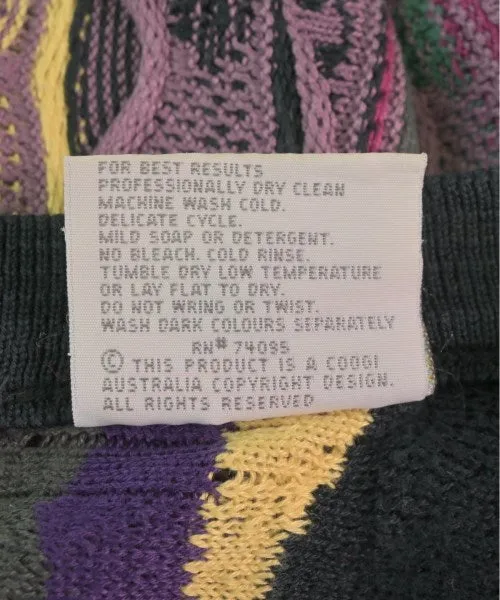 FOR BEST RESULTS
PROFESSIONALLY DRY CLEAN
MACHINE WASH COLD.
DELICATE CYCLE.
MILD SOAP OR DETERGENT.
NO BLEACH. COLD RINSE.
TUMBLE DRY LOW TEMPERATURE
OR LAY FLAT TO DRY.
DO NOT WRING OR TWIST.
WASH DARK COLOURS SEPARATELY
RN# 74095
© THIS PRODUCT IS A COOGI
AUSTRALIA COPYRIGHT DESIGN.
ALL RIGHTS RESERVED